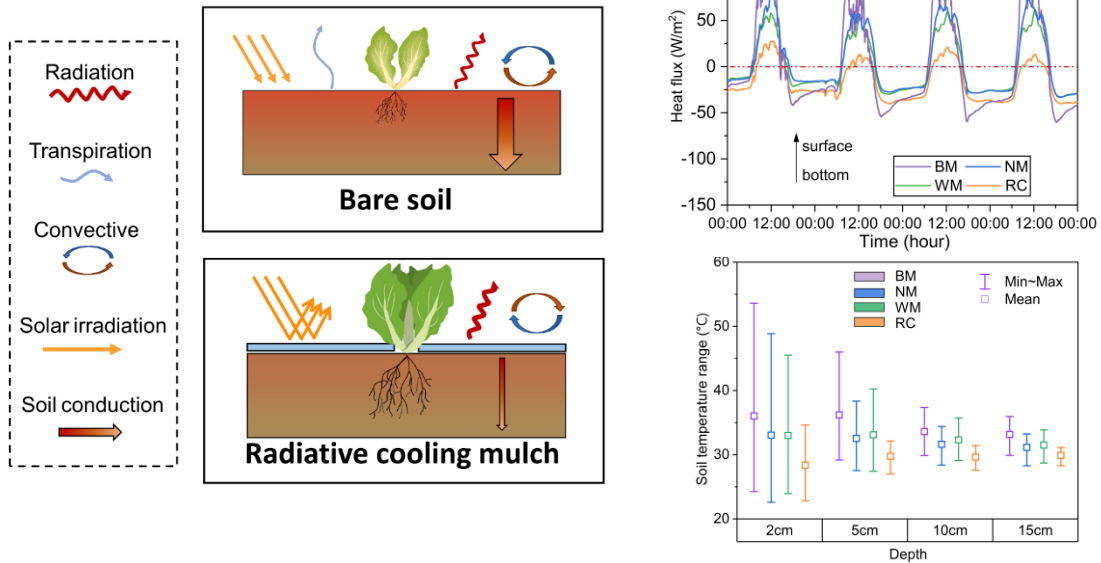 Radiation
Transpiration
Convective
Solar irradiation
Soil conduction
Bare soil
Radiative cooling mulch
Heat flux (W/m²)
50
0
-50
-100
-150
surface
bottom
BM
NM
WM
RC
00:00 12:00 00:00 12:00 00:00 12:00 00:00 12:00 00:00
Time (hour)
Soil temperature range (°C)
60
50
40
30
20
BM
NM
WM
RC
Min~Max
Mean
2cm 5cm 10cm 15cm
Depth